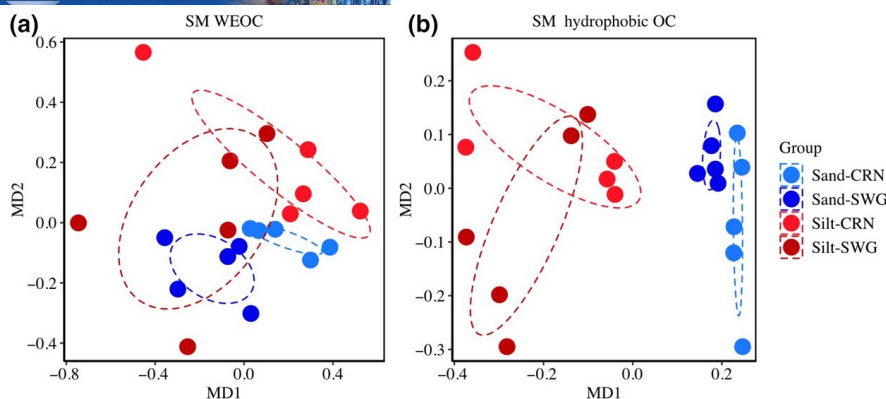 (a) SM WEOC
0.6
0.4
0.2
0.0
−0.2
−0.4
MD2
−0.8 −0.4 0.0 0.4
MD1
(b) SM hydrophobic OC
0.2
0.1
0.0
−0.1
−0.2
−0.3
MD2
−0.4 −0.2 0.0 0.2
MD1
Group
Sand-CRN
Sand-SWG
Silt-CRN
Silt-SWG